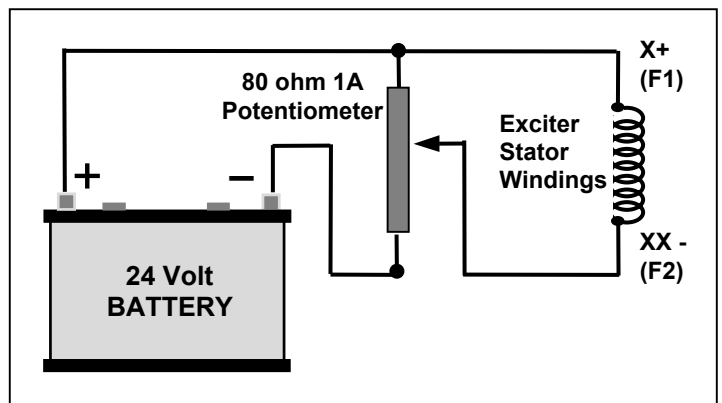 80 ohm 1A
Potentiometer
X+
(F1)
Exciter
Stator
Windings
XX -
(F2)
+
–
24 Volt
BATTERY